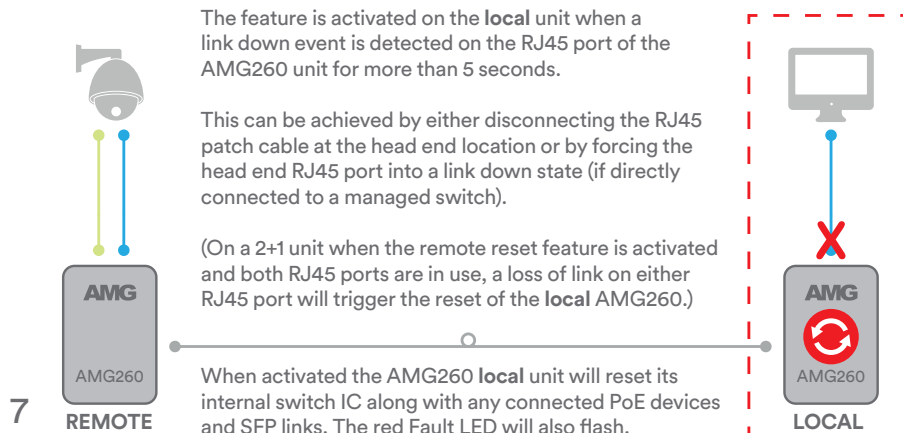 The feature is activated on the local unit when a
link down event is detected on the RJ45 port of the
AMG260 unit for more than 5 seconds.
This can be achieved by either disconnecting the RJ45
patch cable at the head end location or by forcing the
head end RJ45 port into a link down state (if directly
connected to a managed switch).
(On a 2+1 unit when the remote reset feature is activated
and both RJ45 ports are in use, a loss of link on either
RJ45 port will trigger the reset of the local AMG260.)
When activated the AMG260 local unit will reset its
internal switch IC along with any connected PoE devices
and SFP links. The red Fault LED will also flash.
AMG
AMG260
REMOTE
AMG
AMG260
LOCAL
7